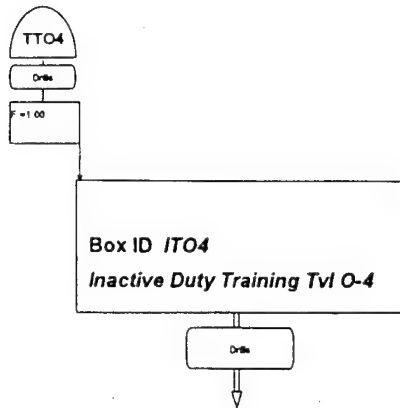 TTO4
Drills
F =1.00
Box ID ITO4
Inactive Duty Training Tvl O-4
Drills